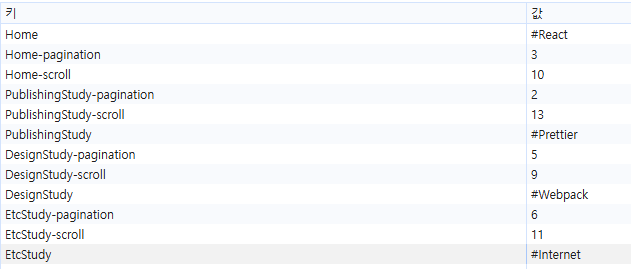 키 값
Home #React
Home-pagination 3
Home-scroll 10
PublishingStudy-pagination 2
PublishingStudy-scroll 13
PublishingStudy #Prettier
DesignStudy-pagination 5
DesignStudy-scroll 9
DesignStudy #Webpack
EtcStudy-pagination 6
EtcStudy-scroll 11
EtcStudy #Internet